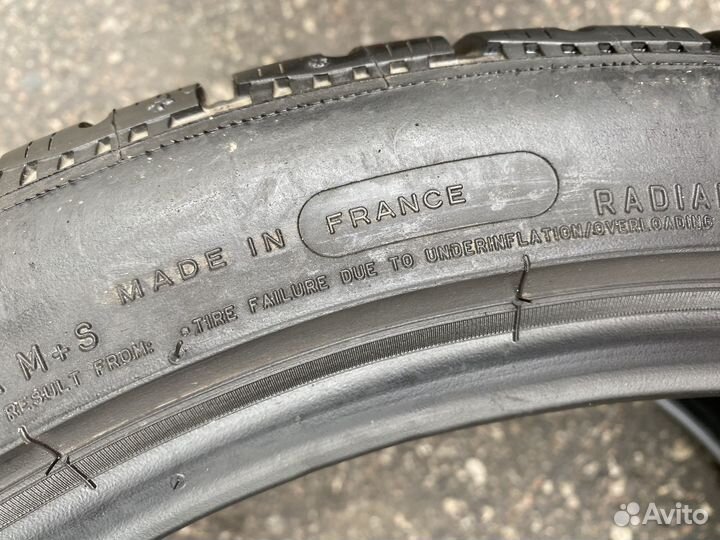 MADE IN FRANCE
RADIAL
M+S
RESULT FROM: •TIRE FAILURE DUE TO UNDERINFLATION/OVERLOADING
Avito